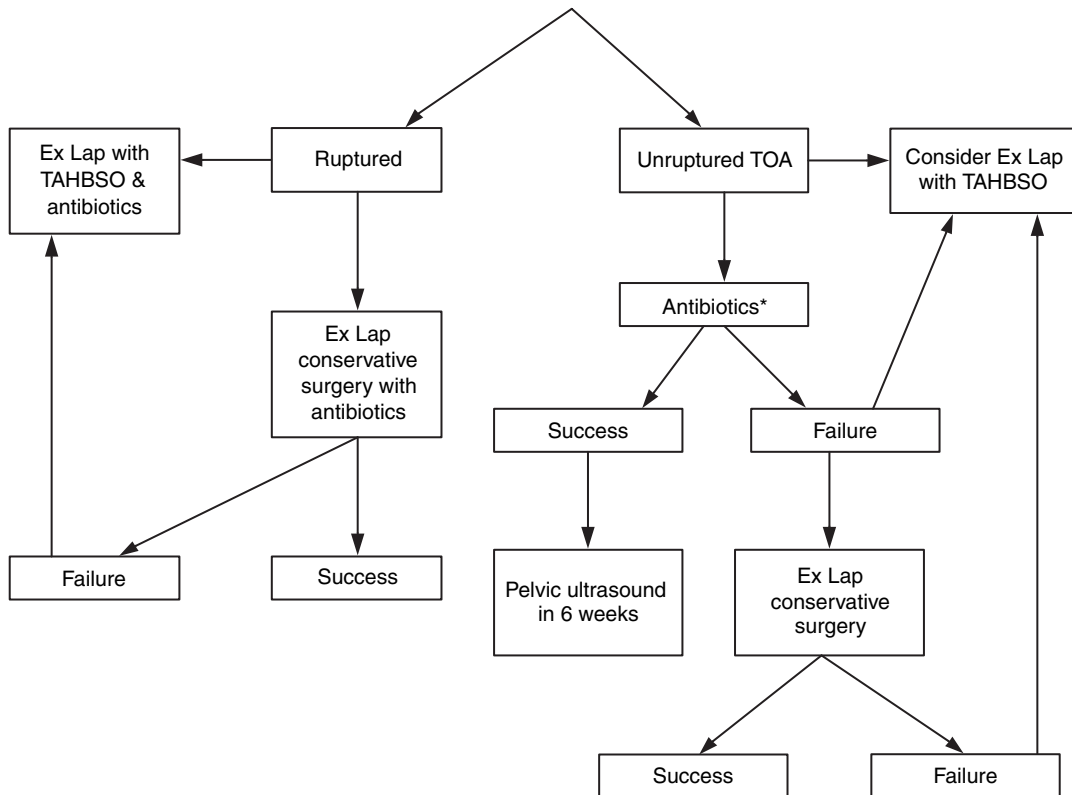 Ex Lap with
TAHBSO &
antibiotics
Ruptured
Unruptured TOA
Consider Ex Lap
with TAHBSO
Antibiotics*
Ex Lap
conservative
surgery with
antibiotics
Success
Failure
Failure
Success
Pelvic ultrasound
in 6 weeks
Ex Lap
conservative
surgery
Success
Failure